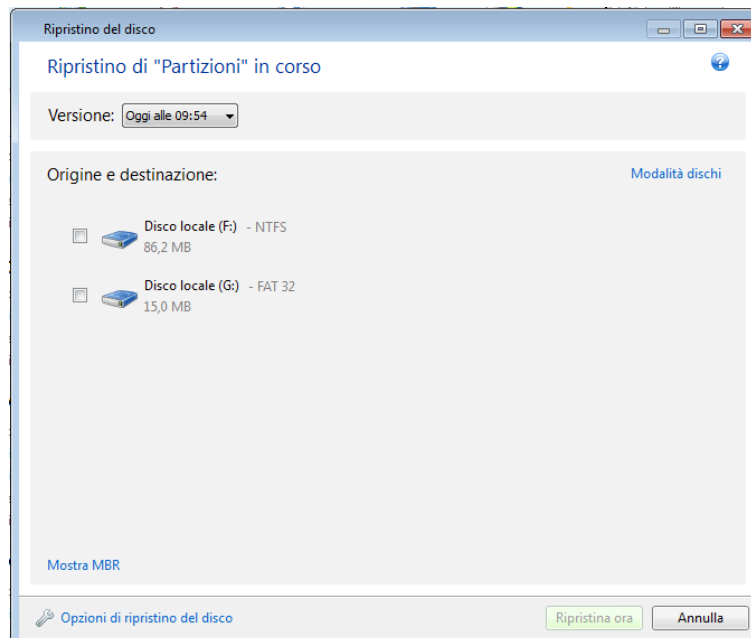 Ripristino del disco
Ripristino di "Partizioni" in corso
Versione: Oggi alle 09:54
Origine e destinazione: Modalità dischi
Disco locale (F:) - NTFS
86,2 MB
Disco locale (G:) - FAT 32
15,0 MB
Mostra MBR
Opzioni di ripristino del disco Ripristina ora Annulla